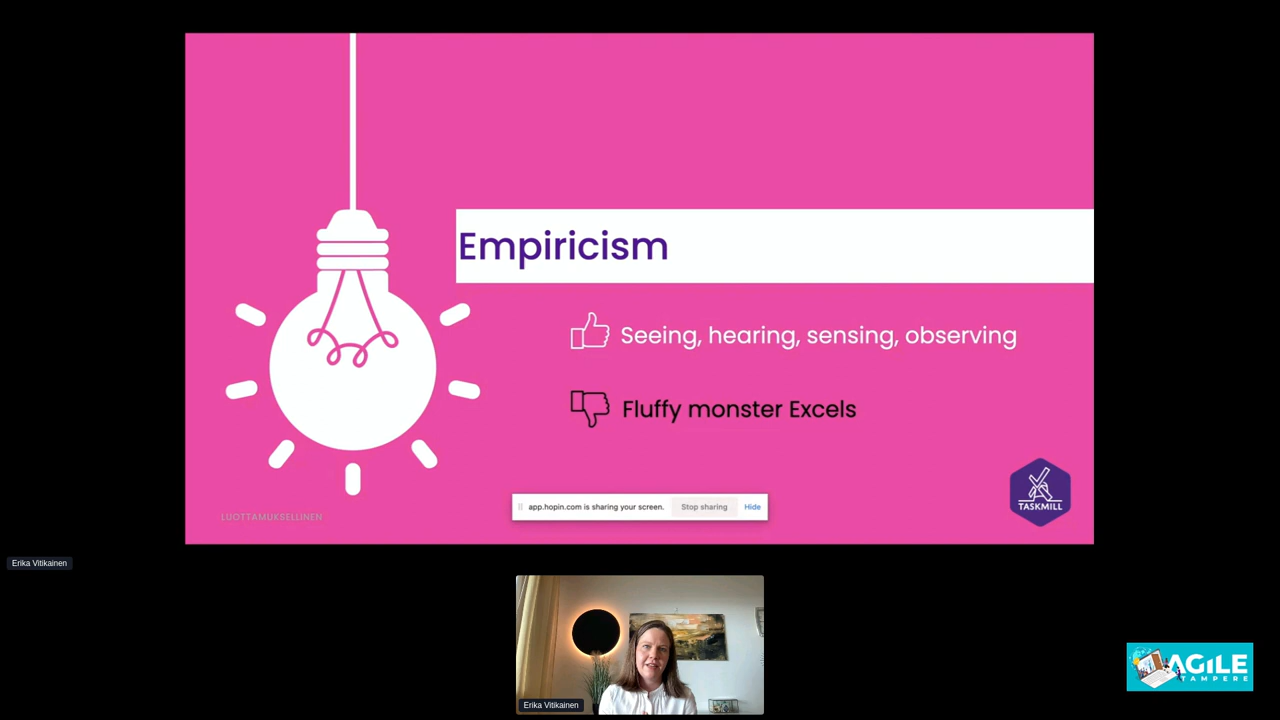 Empiricism
Seeing, hearing, sensing, observing
Fluffy monster Excels
TASKMILL
app.hopin.com is sharing your screen. Stop sharing Hide
LUOTTAMUKSELLINEN
Erika Vitikainen
Erika Vitikainen
AGILE
TAMPERE